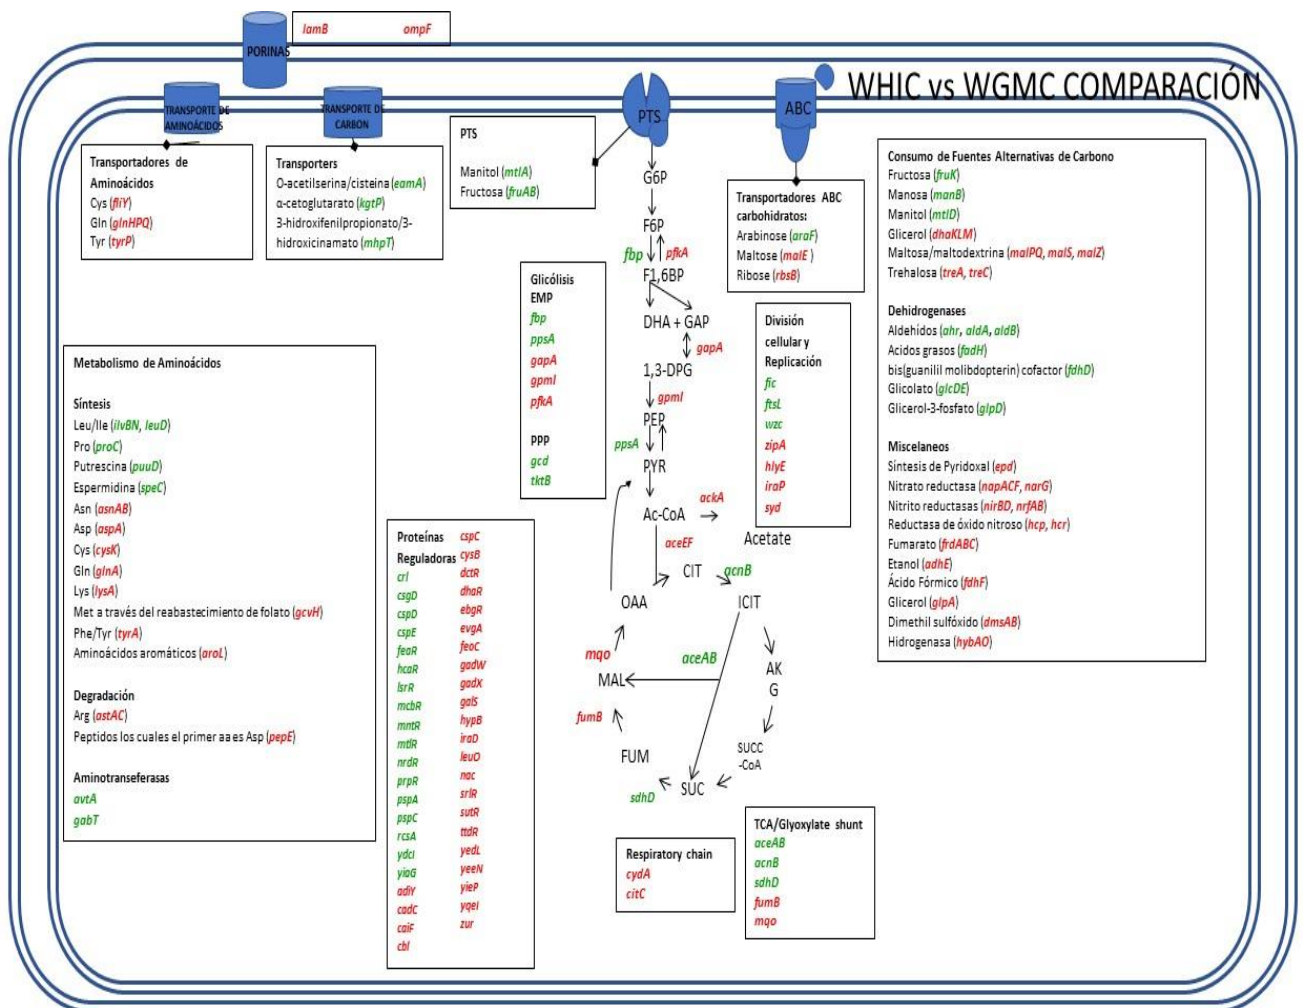 lamB ompF
PORINAS
WHIC vs WGMC COMPARACIÓN
TRANSPORTE DE
AMINOÁCIDOS
TRANSPORTE DE
CARBON
PTS
ABC
Transportadores de
Aminoácidos
Cys (fliY)
Gln (glnHPQ)
Tyr (tyrP)
Transporters
O-acetilserina/cisteina (eamA)
α-cetoglutarato (kgtP)
3-hidroxifenilpropionato/3-
hidroxicinamato (mhpT)
PTS
Manitol (mtlA)
Fructosa (fruAB)
Transportadores ABC
carbohidratos:
Arabinose (araF)
Maltose (malE )
Ribose (rbsB)
Consumo de Fuentes Alternativas de Carbono
Fructosa (fruK)
Manosa (manB)
Manitol (mtlD)
Glicerol (dhaKLM)
Maltosa/maltodextrina (malPQ, malS, malZ)
Trehalosa (treA, treC)
Dehidrogenases
Aldehídos (ahr, aldA, aldB)
Acidos grasos (fadH)
bis(guanilil molibdopterin) cofactor (fdhD)
Glicolato (glcDE)
Glicerol-3-fosfato (glpD)
Miscelaneos
Síntesis de Pyridoxal (epd)
Nitrato reductasa (napACF, narG)
Nitrito reductasas (nirBD, nrfAB)
Reductasa de óxido nitroso (hcp, hcr)
Fumarato (frdABC)
Etanol (adhE)
Ácido Fórmico (fdhF)
Glicerol (glpA)
Dimethil sulfóxido (dmsAB)
Hidrogenasa (hybAO)
Glicólisis
EMP
fbp
ppsA
gapA
gpmI
pfkA
PPP
gcd
tktB
División
cellular y
Replicación
fic
ftsL
wzc
zipA
hlyE
iraP
syd
Metabolismo de Aminoácidos
Síntesis
Leu/Ile (ilvBN, leuD)
Pro (proC)
Putrescina (puuD)
Espermidina (speC)
Asn (asnAB)
Asp (aspA)
Cys (cysK)
Gln (glnA)
Lys (lysA)
Met a través del reabastecimiento de folato (gcvH)
Phe/Tyr (tyrA)
Aminoácidos aromáticos (aroL)
Degradación
Arg (astAC)
Peptidos los cuales el primer aa es Asp (pepE)
Aminotranseferasas
avtA
gabT
Proteínas
Reguladoras
crl
csgD
cspD
cspE
feaR
hcaR
lsrR
mcbR
mntR
mtlR
nrdR
prpR
pspA
pspC
rcsA
ydcI
yiaG
adiY
cadC
caiF
cbl
cspC
cysB
dctR
dhaR
ebgR
evgA
feoC
gadW
gadX
galS
hypB
iraD
leuO
nac
srlR
sutR
ttdR
yedL
yeeN
yieP
yqeI
zur
G6P
F6P
fbp pfkA
F1,6BP
DHA + GAP
gapA
1,3-DPG
gpmI
PEP
ppsA
PYR
ackA
Ac-CoA
Acetate
aceEF
CIT
acnB
OAA
ICIT
mqo
aceAB
AK
G
MAL
fumB
FUM
SUCC
-CoA
sdhD
SUC
Respiratory chain
cydA
citC
TCA/Glyoxylate shunt
aceAB
acnB
sdhD
fumB
mqo